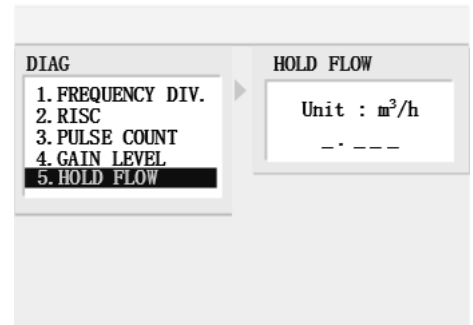 DIAG
1. FREQUENCY DIV.
2. RISC
3. PULSE COUNT
4. GAIN LEVEL
5. HOLD FLOW
HOLD FLOW
Unit : m³/h
_._ _ _